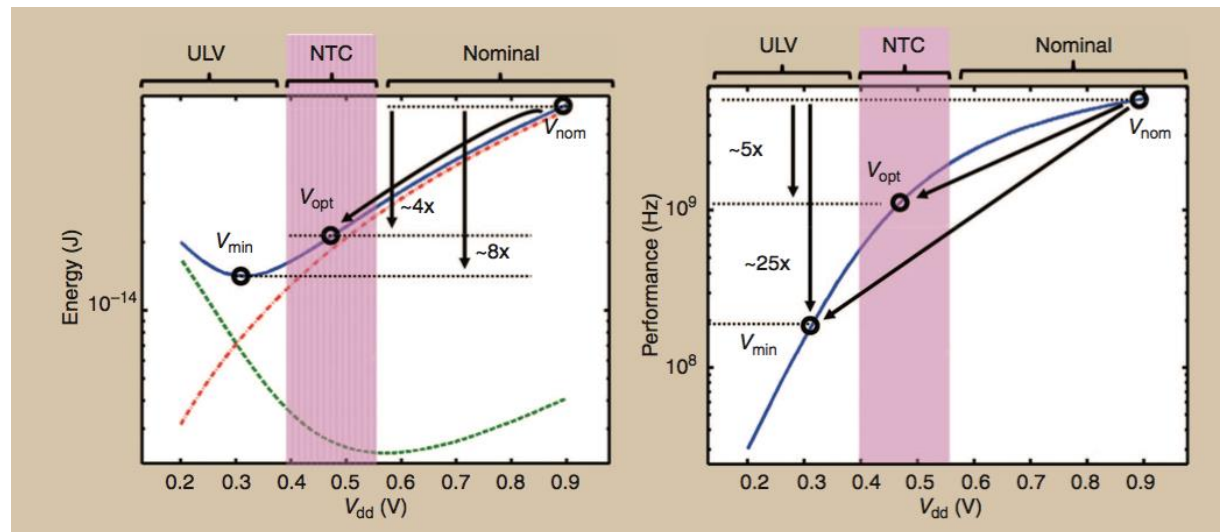 ULV NTC Nominal
V_nom
V_opt
~4x
V_min
~8x
Energy (J)
10^−14
0.2 0.3 0.4 0.5 0.6 0.7 0.8 0.9
V_dd (V)
ULV NTC Nominal
V_nom
~5x
V_opt
10^9
~25x
Performance (Hz)
V_min
10^8
0.2 0.3 0.4 0.5 0.6 0.7 0.8 0.9
V_dd (V)